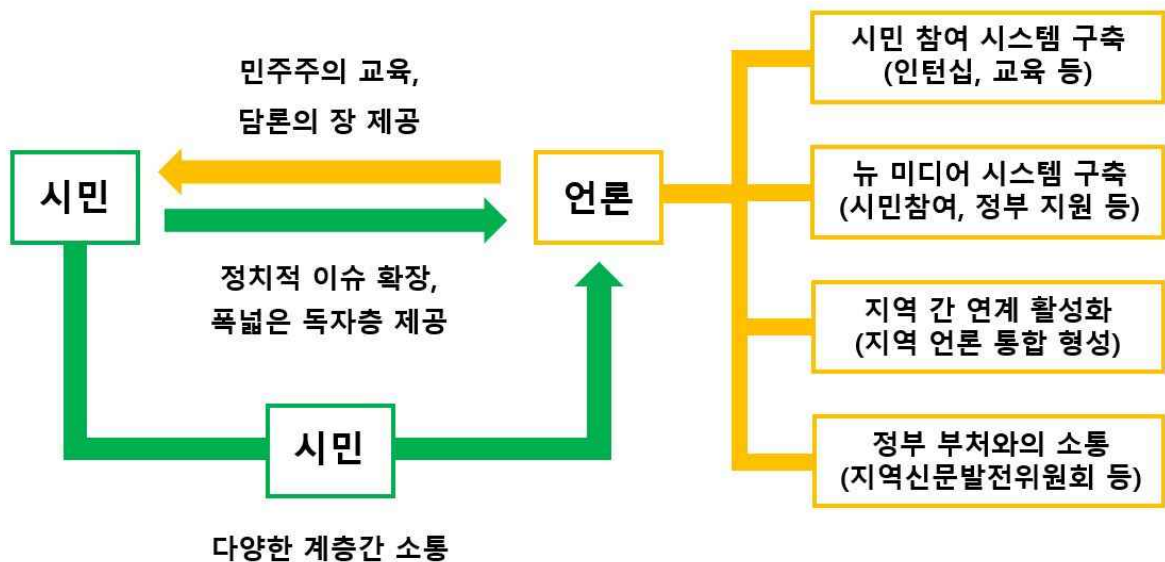 민주주의 교육,
담론의 장 제공
시민
언론
정치적 이슈 확장,
폭넓은 독자층 제공
시민
다양한 계층간 소통
시민 참여 시스템 구축
(인턴십, 교육 등)
뉴 미디어 시스템 구축
(시민참여, 정부 지원 등)
지역 간 연계 활성화
(지역 언론 통합 형성)
정부 부처와의 소통
(지역신문발전위원회 등)